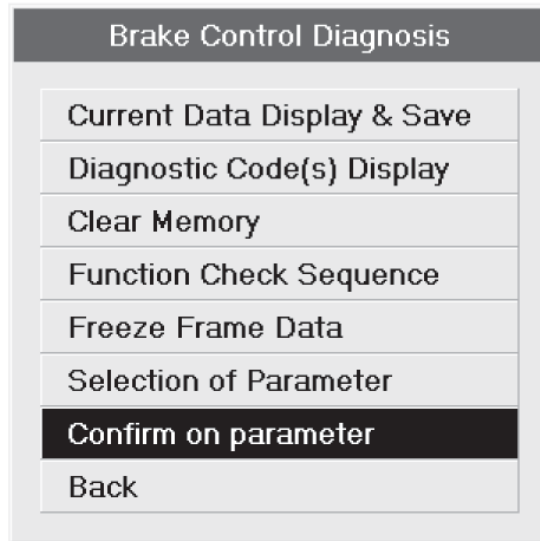 Brake Control Diagnosis
Current Data Display & Save
Diagnostic Code(s) Display
Clear Memory
Function Check Sequence
Freeze Frame Data
Selection of Parameter
Confirm on parameter
Back